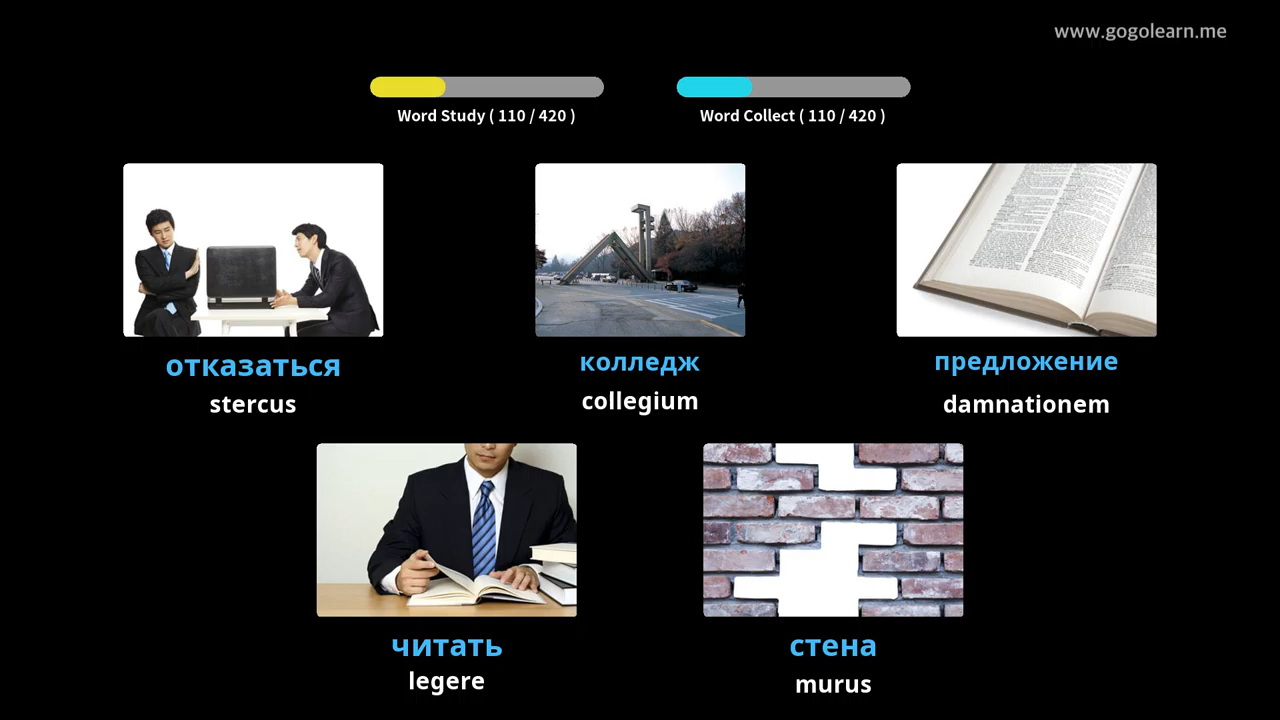 www.gogolearn.me
Word Study ( 110 / 420 )
Word Collect ( 110 / 420 )
отказаться
stercus
колледж
collegium
предложение
damnationem
читать
legere
стена
murus